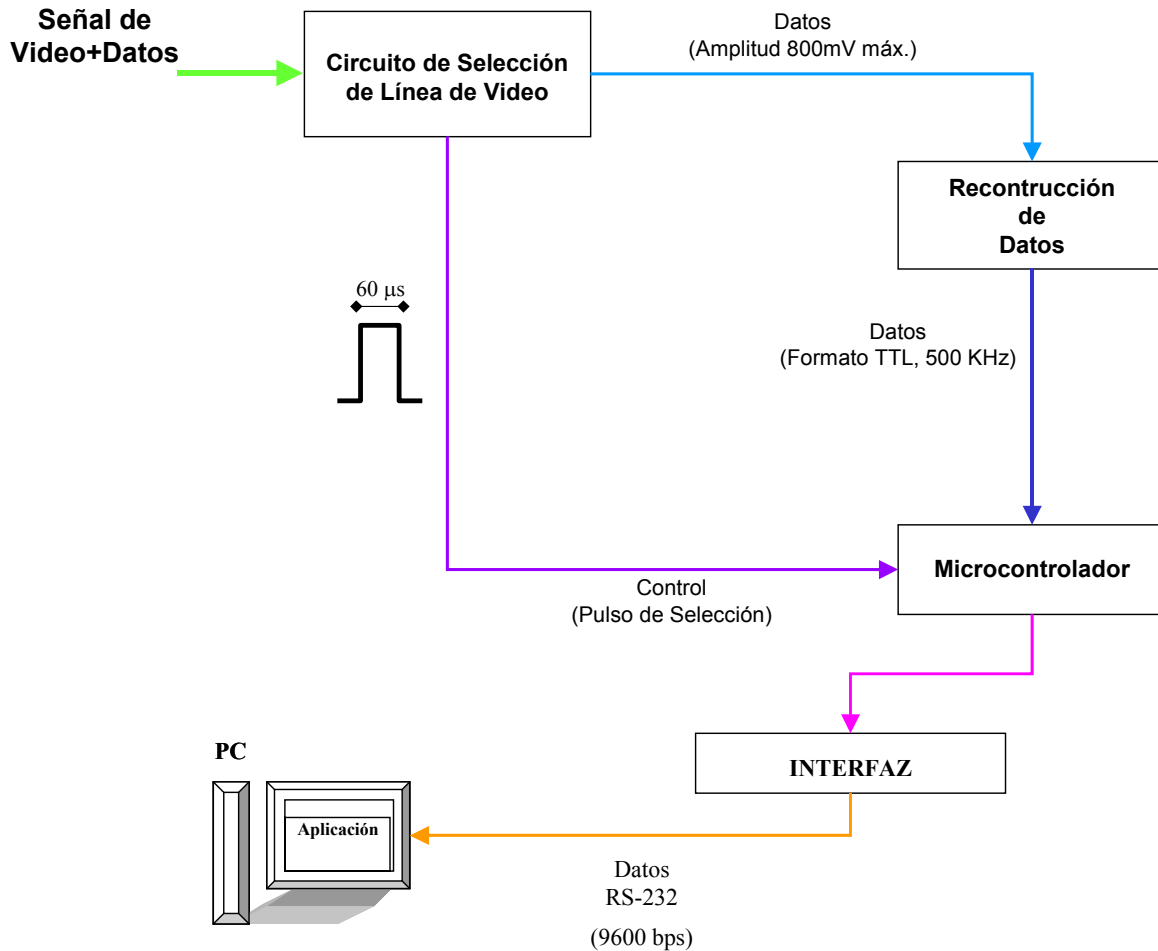 Señal de
Video+Datos
Circuito de Selección
de Línea de Video
Datos
(Amplitud 800mV máx.)
Recontrucción
de
Datos
60 μs
Datos
(Formato TTL, 500 KHz)
Microcontrolador
Control
(Pulso de Selección)
INTERFAZ
PC
Aplicación
Datos
RS-232
(9600 bps)